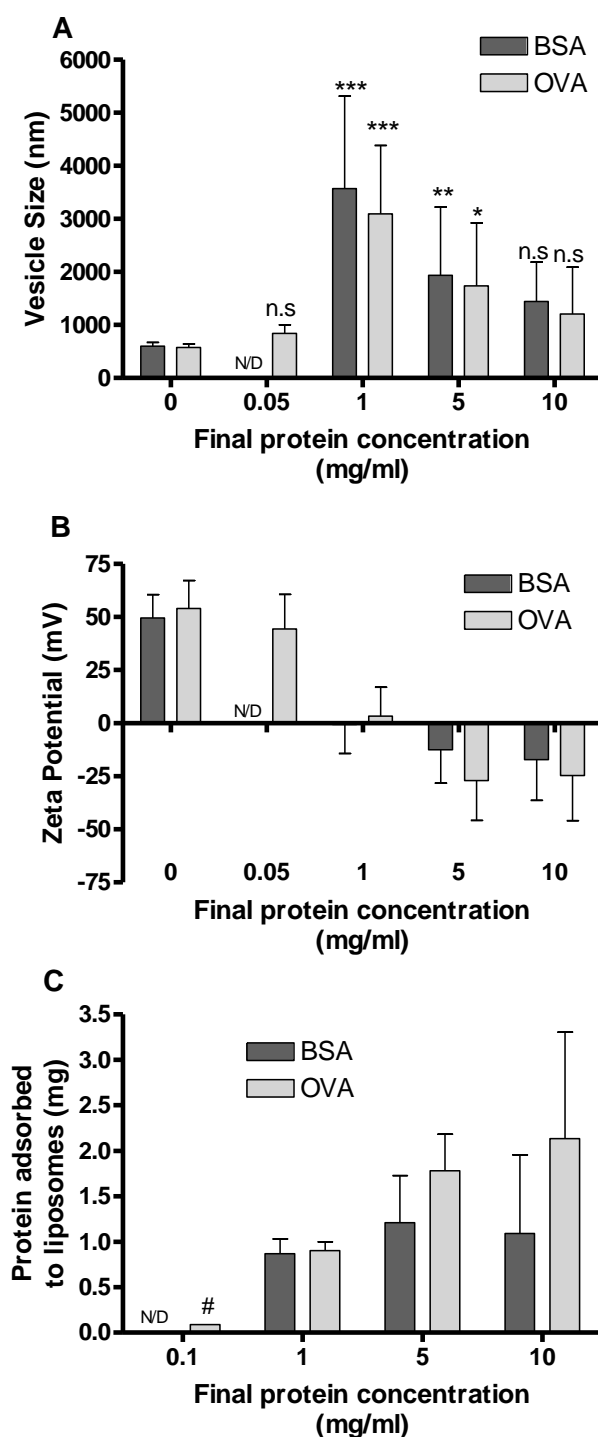 A
BSA
OVA
Vesicle Size (nm)
6000
5000
4000
3000
2000
1000
0
***
***
**
*
n.s
n.s
n.s
N/D
0 0.05 1 5 10
Final protein concentration
(mg/ml)
B
BSA
OVA
Zeta Potential (mV)
75
50
25
0
-25
-50
-75
N/D
0 0.05 1 5 10
Final protein concentration
(mg/ml)
C
BSA
OVA
Protein adsorbed
to liposomes (mg)
3.5
3.0
2.5
2.0
1.5
1.0
0.5
0.0
N/D
#
0.1 1 5 10
Final protein concentration
(mg/ml)